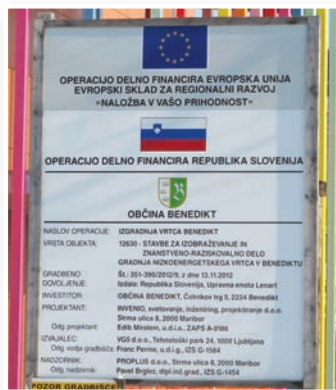 OPERACIJO DELNO FINANCIRA EVROPSKA UNIJA
EVROPSKI SKLAD ZA REGIONALNI RAZVOJ
»NALOŽBA V VAŠO PRIHODNOST«
OPERACIJO DELNO FINANCIRA REPUBLIKA SLOVENIJA
OBČINA BENEDIKT
NASLOV OPERACIJE: IZGRADNJA VRTCA BENEDIKT
VRSTA OBJEKTA: 12630 - STAVBE ZA IZOBRAŽEVANJE IN
ZNANSTVENO-RAZISKOVALNO DELO
GRADNJA NIZKOENERGETSKEGA VRTCA V BENEDIKTU
GRADBENO Št.: 351-390/2012/9, z dne 13.11.2012
DOVOLJENJE: Izdala: Republika Slovenija, Upravna enota Lenart
INVESTITOR: OBČINA BENEDIKT, Čolnikov trg 5, 2234 Benedikt
PROJEKTANT: INVENIO, svetovanje, inženiring, projektiranje d.o.o.
Strma ulica 8, 2000 Maribor
Odg. projektant: Edib Mirsiem, u.d.i.a., ZAPS A-0186
IZVAJALEC: VG5 d.o.o., Tehnološki park 24, 1000 Ljubljana
Odg. vodja gradbišča: Franc Perme, u.d.i.g., IZS G-1584
NADZORNIK: PROPLUS d.o.o., Strma ulica 8, 2000 Maribor
Odg. nadzornik: Pavel Brglez, dipl.inž.grad., IZS G-1454
POZOR GRADBIŠČE